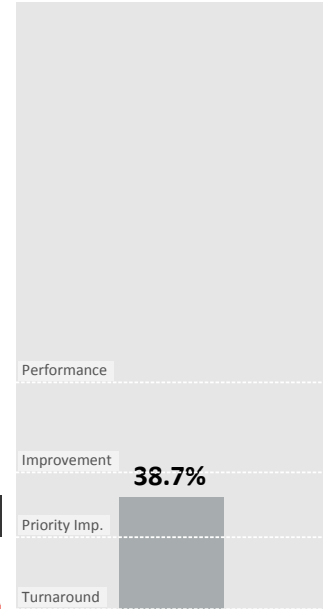 Performance
Improvement
38.7%
Priority Imp.
Turnaround